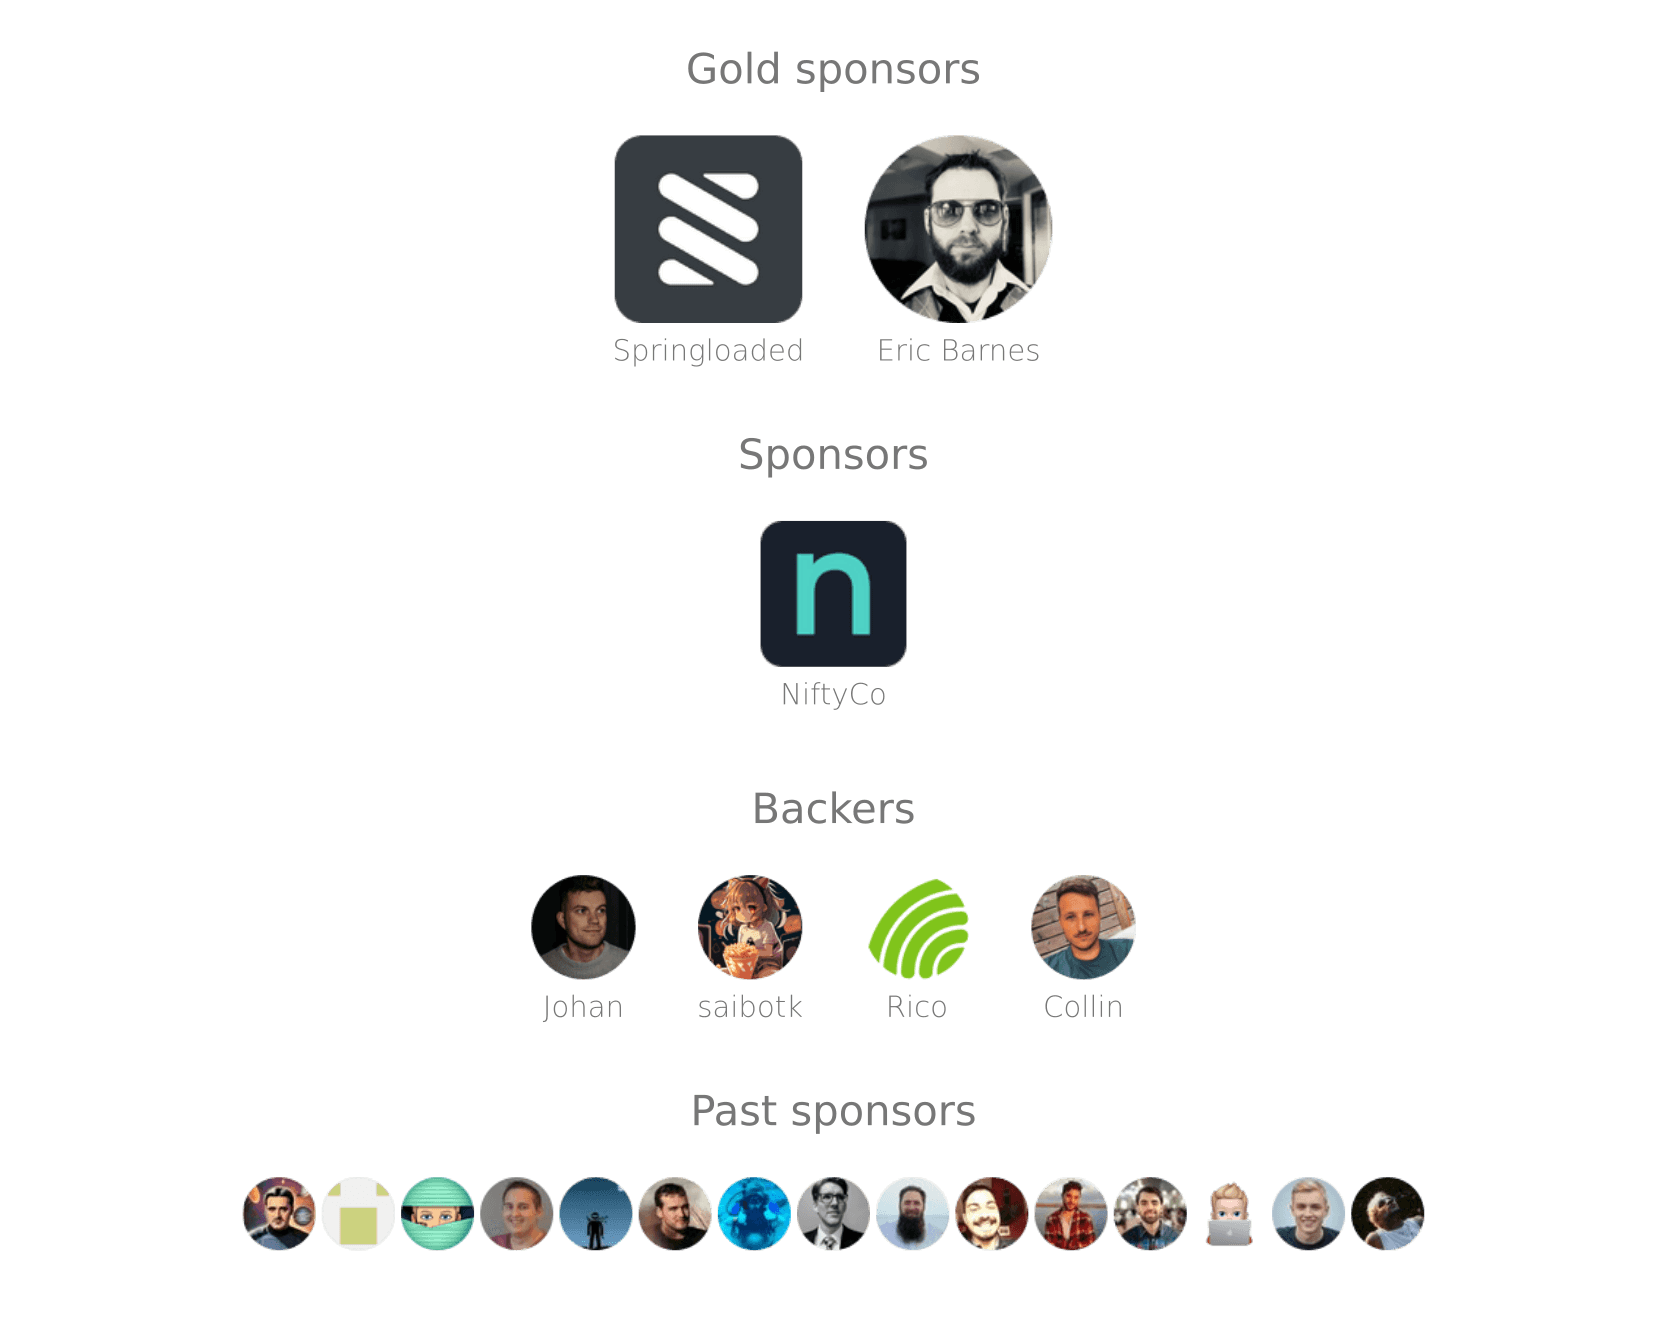 Gold sponsors
Springloaded
Eric Barnes
Sponsors
n
NiftyCo
Backers
Johan
saibotk
Rico
Collin
Past sponsors